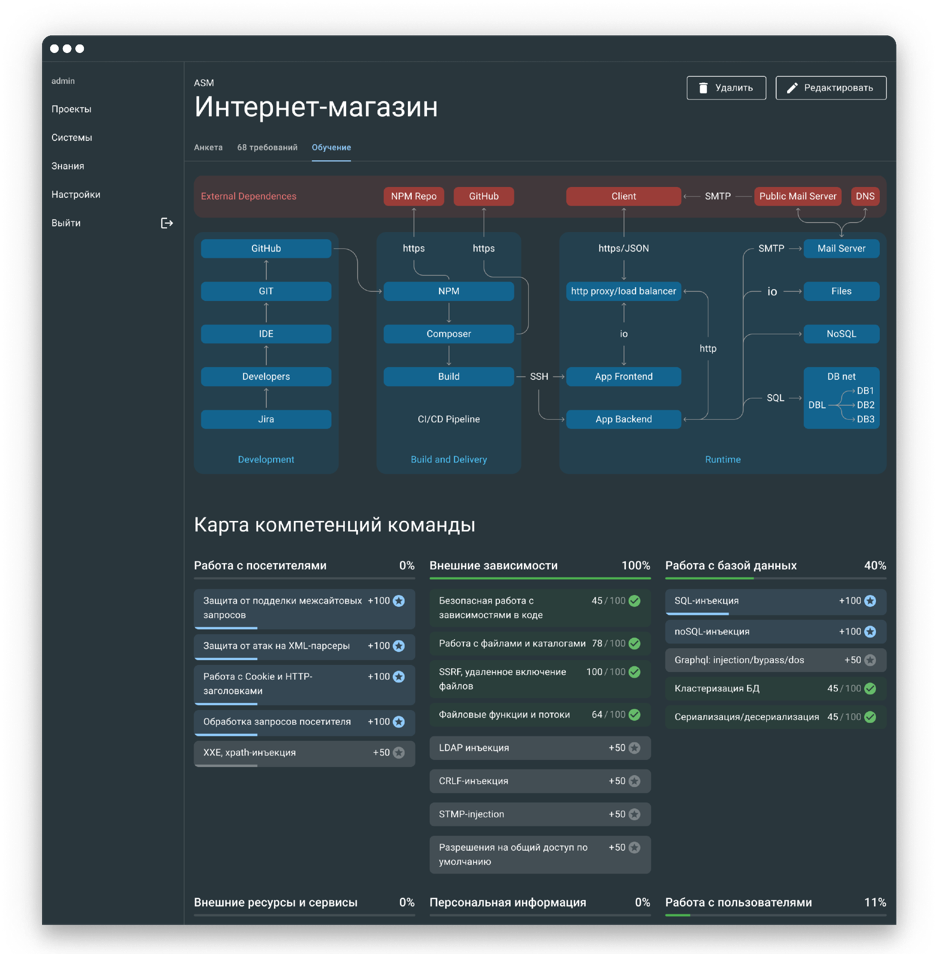 admin
Проекты
Системы
Знания
Настройки
Выйти
ASM
Интернет-магазин
Удалить
Редактировать
Анкета
68 требований
Обучение
External Dependences
NPM Repo
GitHub
Client
SMTP
Public Mail Server
DNS
GitHub
GIT
IDE
Developers
Jira
Development
https
https
NPM
Composer
Build
CI/CD Pipeline
Build and Delivery
SSH
https/JSON
http proxy/load balancer
io
http
App Frontend
App Backend
SMTP
Mail Server
io
Files
NoSQL
SQL
DB net
DBL
DB1
DB2
DB3
Runtime
Карта компетенций команды
Работа с посетителями 0%
Защита от подделки межсайтовых +100
запросов
Защита от атак на XML-парсеры +100
Работа с Cookie и HTTP- +100
заголовками
Обработка запросов посетителя +100
XXE, xpath-инъекция +50
Внешние зависимости 100%
Безопасная работа с 45 / 100
зависимостями в коде
Работа с файлами и каталогами 78 / 100
SSRF, удаленное включение 100 / 100
файлов
Файловые функции и потоки 64 / 100
LDAP инъекция +50
CRLF-инъекция +50
STMP-injection +50
Разрешения на общий доступ по +50
умолчанию
Работа с базой данных 40%
SQL-инъекция +100
noSQL-инъекция +100
Graphql: injection/bypass/dos +50
Кластеризация БД 45 / 100
Сериализация/десериализация 45 / 100
Внешние ресурсы и сервисы 0%
Персональная информация 0%
Работа с пользователями 11%